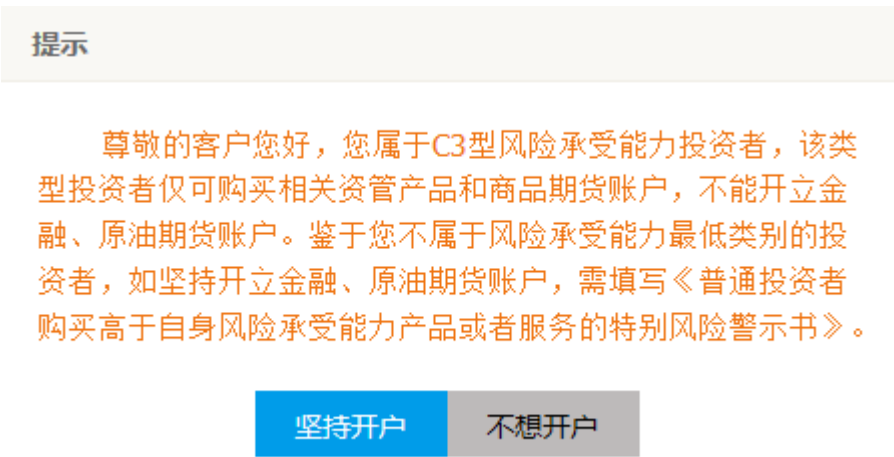 提示
尊敬的客户您好，您属于C3型风险承受能力投资者，该类
型投资者仅可购买相关资管产品和商品期货账户，不能开立金
融、原油期货账户。鉴于您不属于风险承受能力最低类别的投
资者，如坚持开立金融、原油期货账户，需填写《普通投资者
购买高于自身风险承受能力产品或者服务的特别风险警示书》。
坚持开户 不想开户